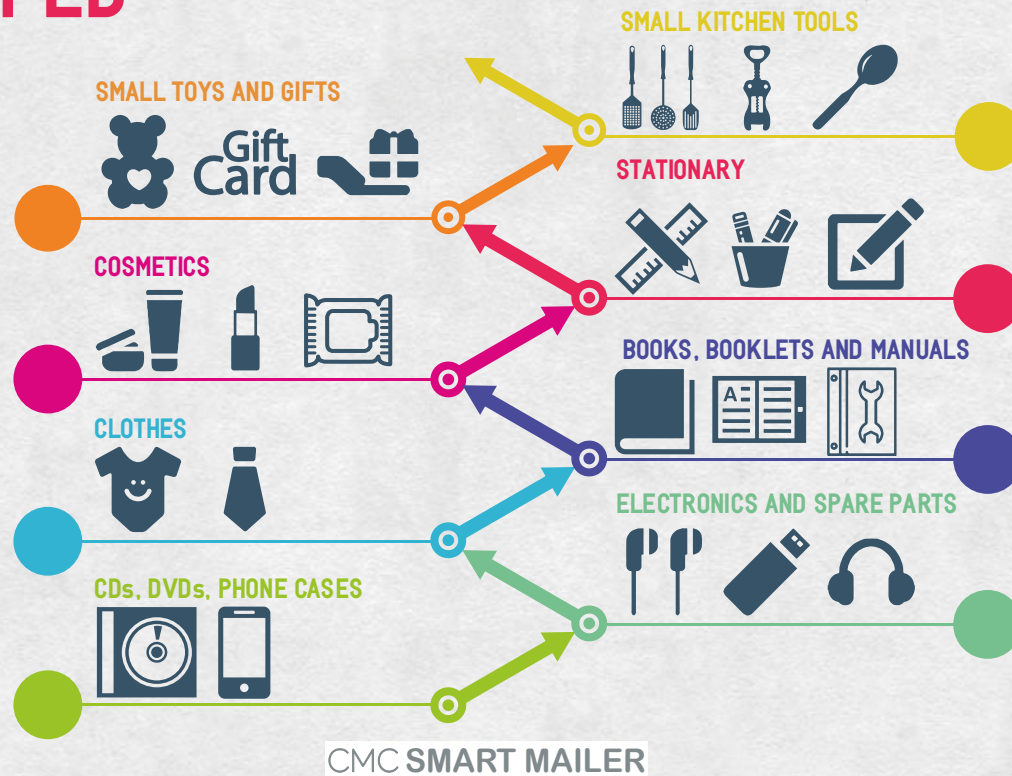 SMALL KITCHEN TOOLS
SMALL TOYS AND GIFTS
Gift
Card
STATIONARY
COSMETICS
BOOKS, BOOKLETS AND MANUALS
A
CLOTHES
ELECTRONICS AND SPARE PARTS
CDs, DVDs, PHONE CASES
CMC SMART MAILER